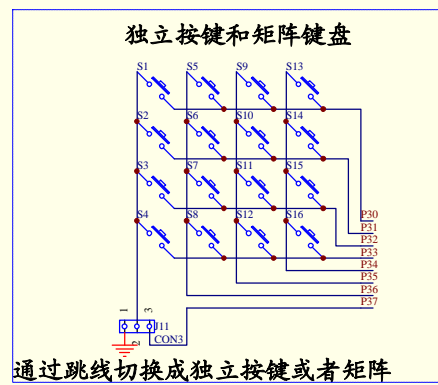 独立按键和矩阵键盘
S1 S5 S9 S13
S2 S6 S10 S14
S3 S7 S11 S15
S4 S8 S12 S16
P30
P31
P32
P33
P34
P35
P36
P37
1 2 3 J11
CON3
通过跳线切换成独立按键或者矩阵